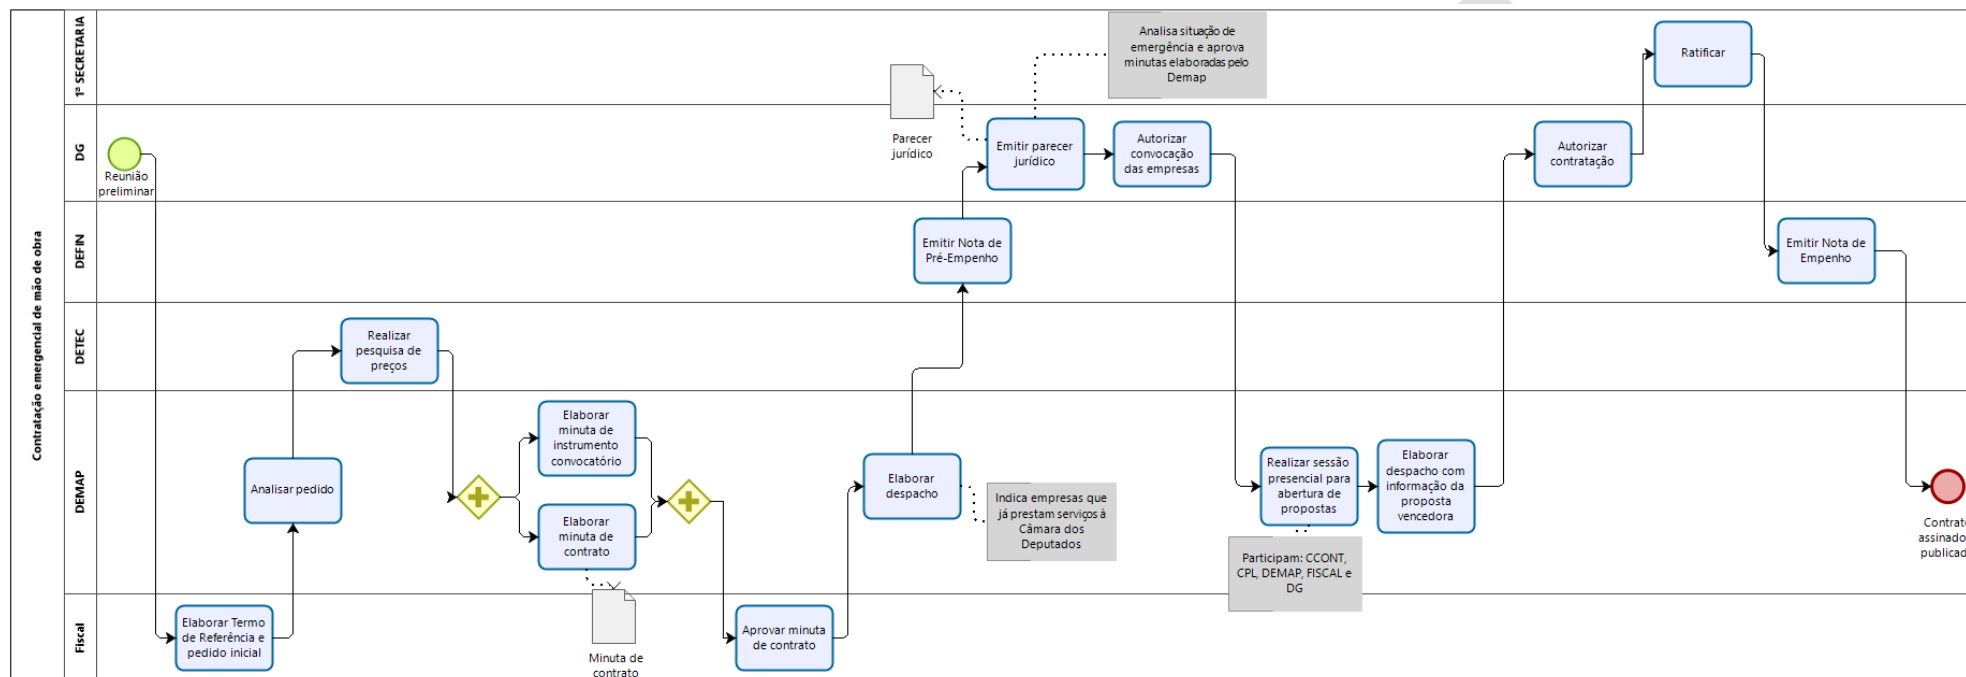 Contratação emergencial de mão de obra
1ª SECRETARIA
Analisa situação de
emergência e aprova
minutas elaboradas pelo
Demap
Ratificar
Parecer
jurídico
DG
Reunião
preliminar
Emitir parecer
jurídico
Autorizar
convocação
das empresas
Autorizar
contratação
DEFIN
Emitir Nota de
Pré-Empenho
Emitir Nota de
Empenho
DETEC
Realizar
pesquisa de
preços
DEMAP
Analisar pedido
Elaborar
minuta de
instrumento
convocatório
Elaborar
minuta de
contrato
Minuta de
contrato
Elaborar
despacho
Indica empresas que
já prestam serviços à
Câmara dos
Deputados
Realizar sessão
presencial para
abertura de
propostas
Participam: CCONT,
CPL, DEMAP, FISCAL e
DG
Elaborar
despacho com
informação da
proposta
vencedora
Contrat
assinado
publicad
Fiscal
Elaborar Termo
de Referência e
pedido inicial
Aprovar minuta
de contrato